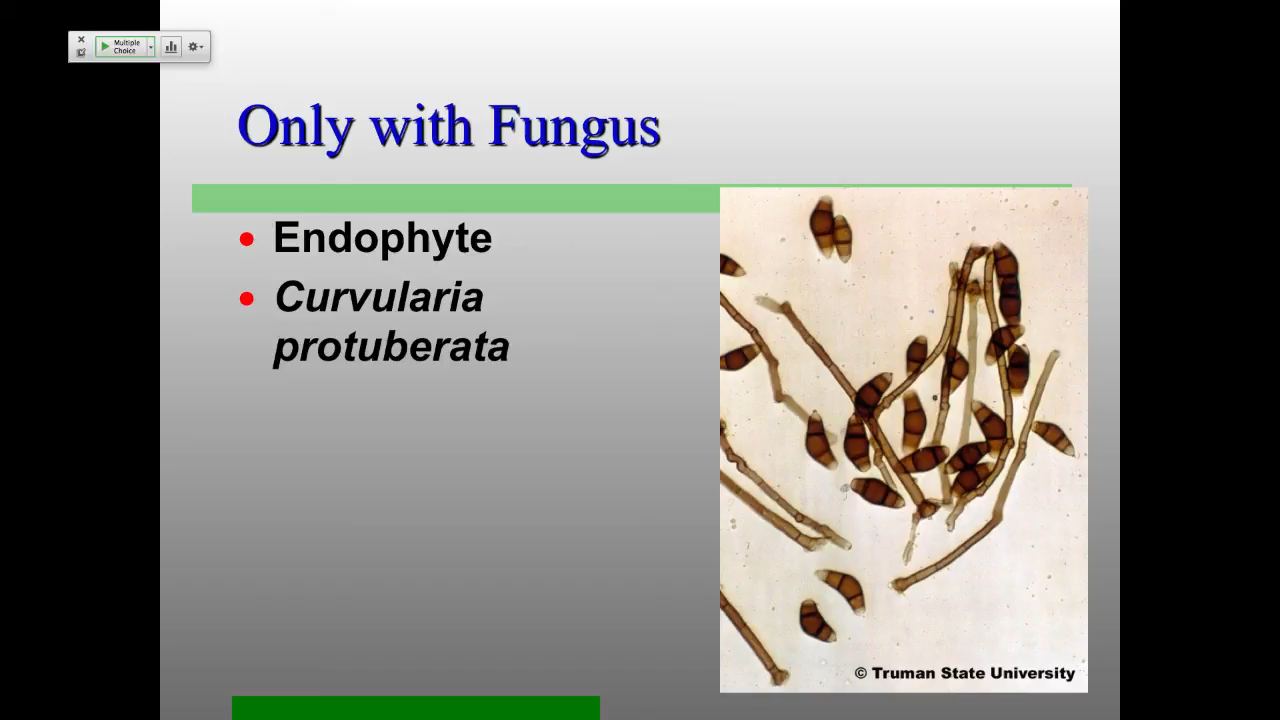 Multiple
Choice
Only with Fungus
Endophyte
Curvularia
protuberata
© Truman State University